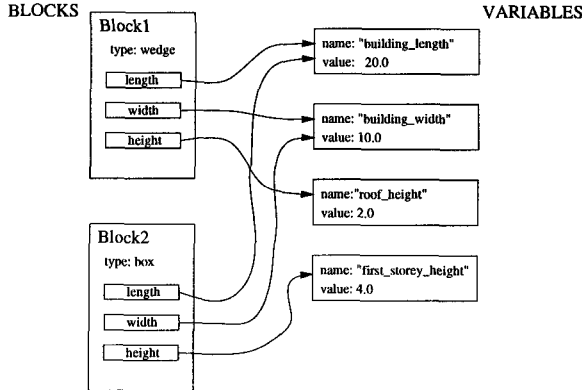 BLOCKS
VARIABLES
Block1
type: wedge
length
width
height
Block2
type: box
length
width
height
name: "building_length"
value: 20.0
name: "building_width"
value: 10.0
name:"roof_height"
value: 2.0
name: "first_storey_height"
value: 4.0